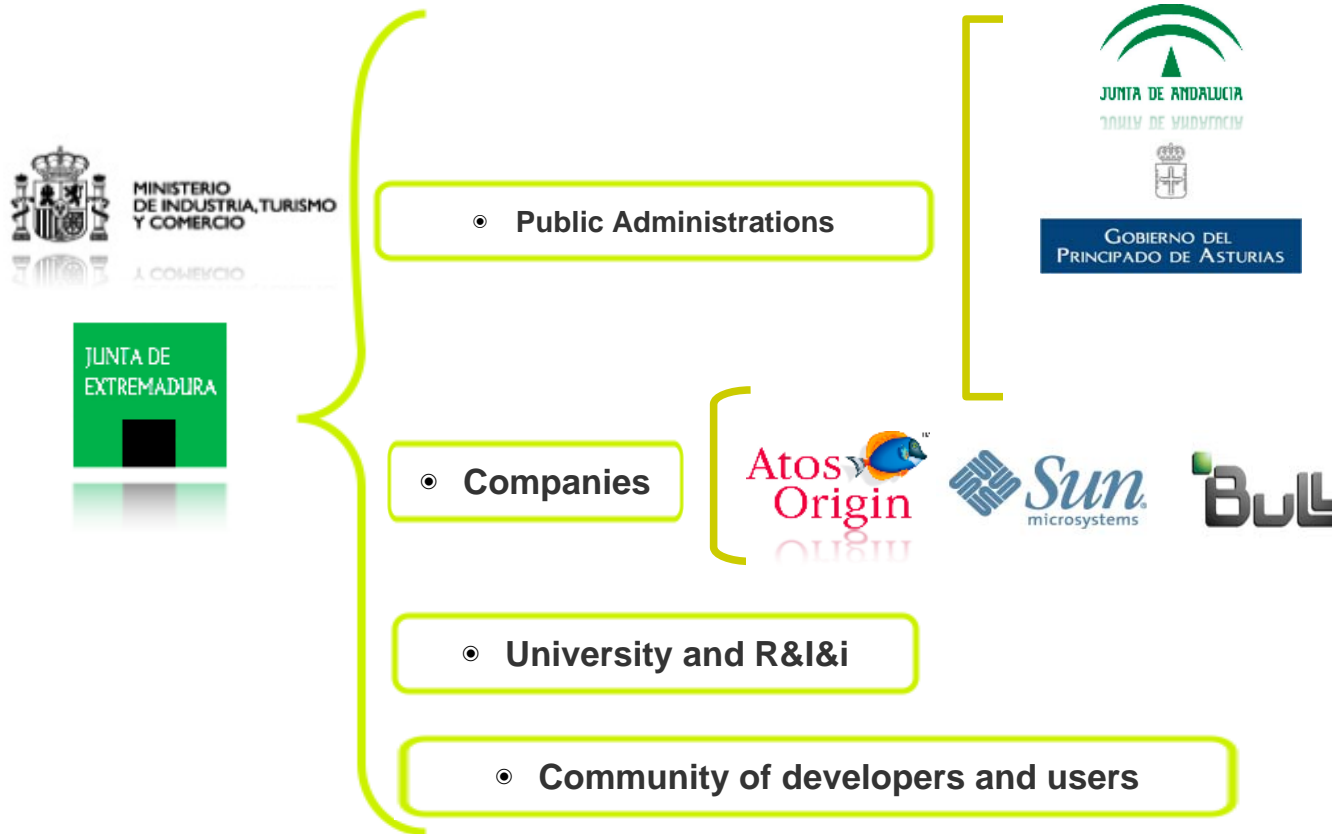 MINISTERIO
DE INDUSTRIA, TURISMO
Y COMERCIO
JUNTA DE
EXTREMADURA
Public Administrations
JUNTA DE ANDALUCIA
GOBIERNO DEL
PRINCIPADO DE ASTURIAS
Companies
Atos
Origin
Sun
microsystems
Bull
University and R&I&i
Community of developers and users